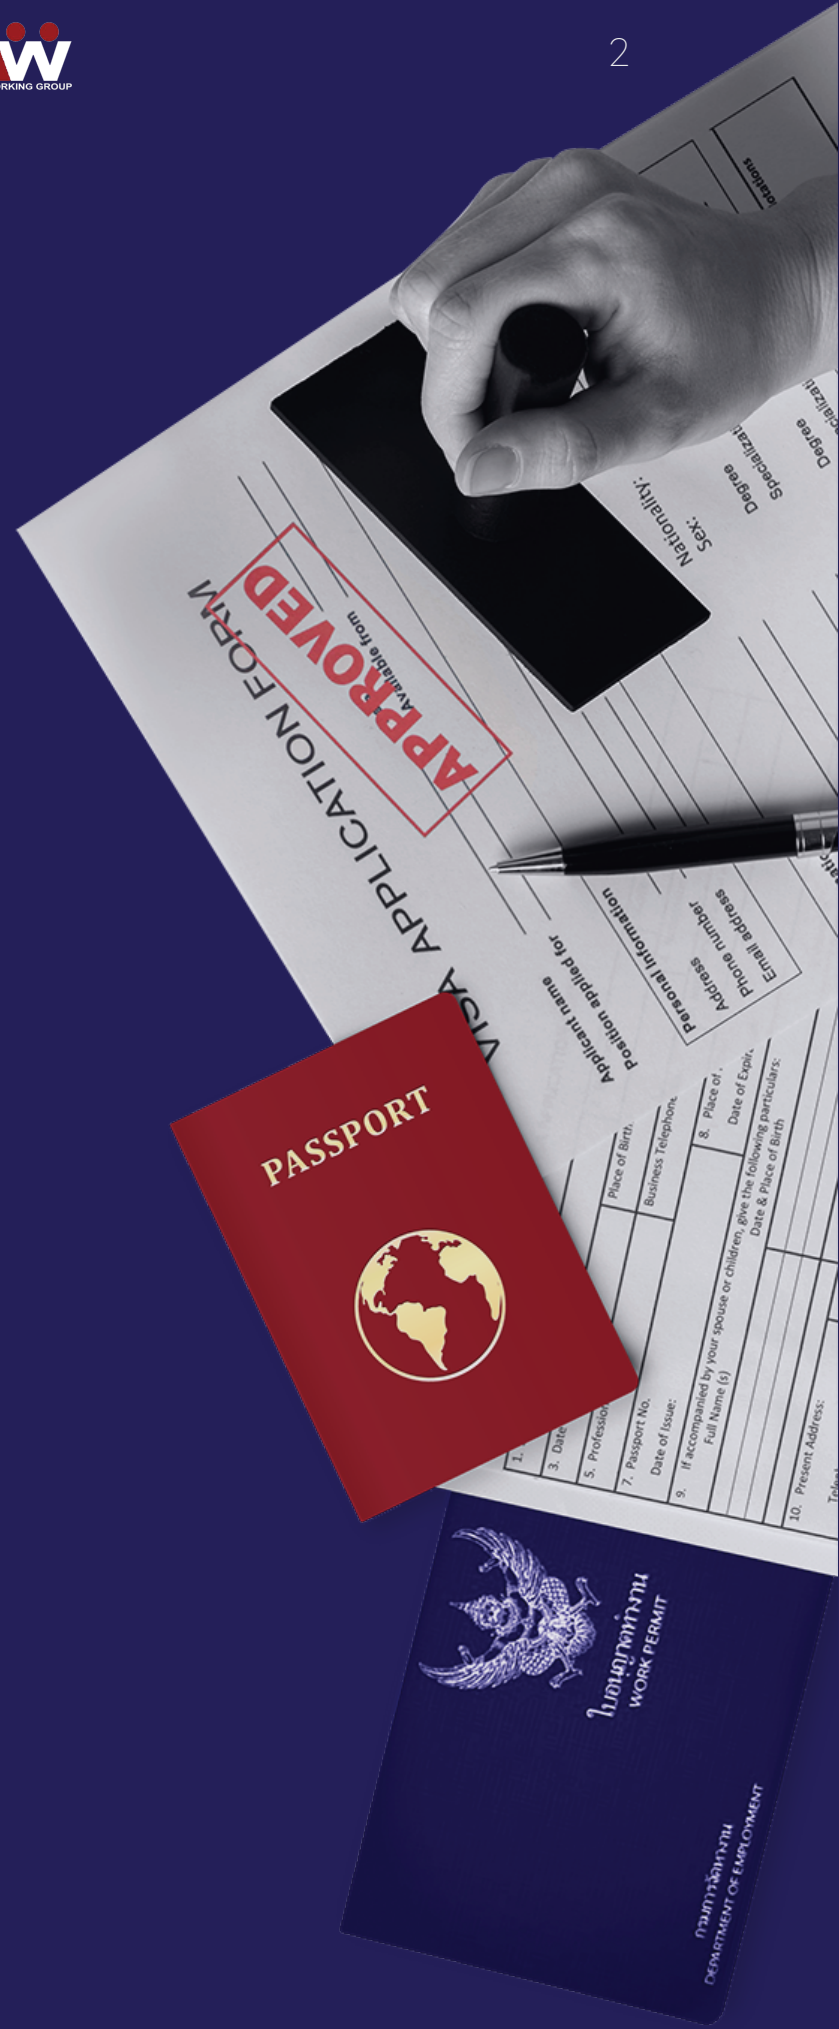 W
RKING GROUP
2
lotations
Degree
Specializat
Degree
Specializati
Nationality:
Sex:
APPROVED
Available from
VISA APPLICATION FORM
Applicant name
Position applied for
Personal Information
Address
Phone number
Email address
PASSPORT
Place of Birth
Business Telephone
8. Place of
Date of Expir
1.
3. Date
5. Profession
7. Passport No.
Date of Issue:
9. If accompanied by your spouse or children, give the following particulars:
Full Name (s)
Date & Place of Birth
10. Present Address:
ใบอนุญาตทำงาน
WORK PERMIT
กรมการจัดหางาน
DEPARTMENT OF EMPLOYMENT